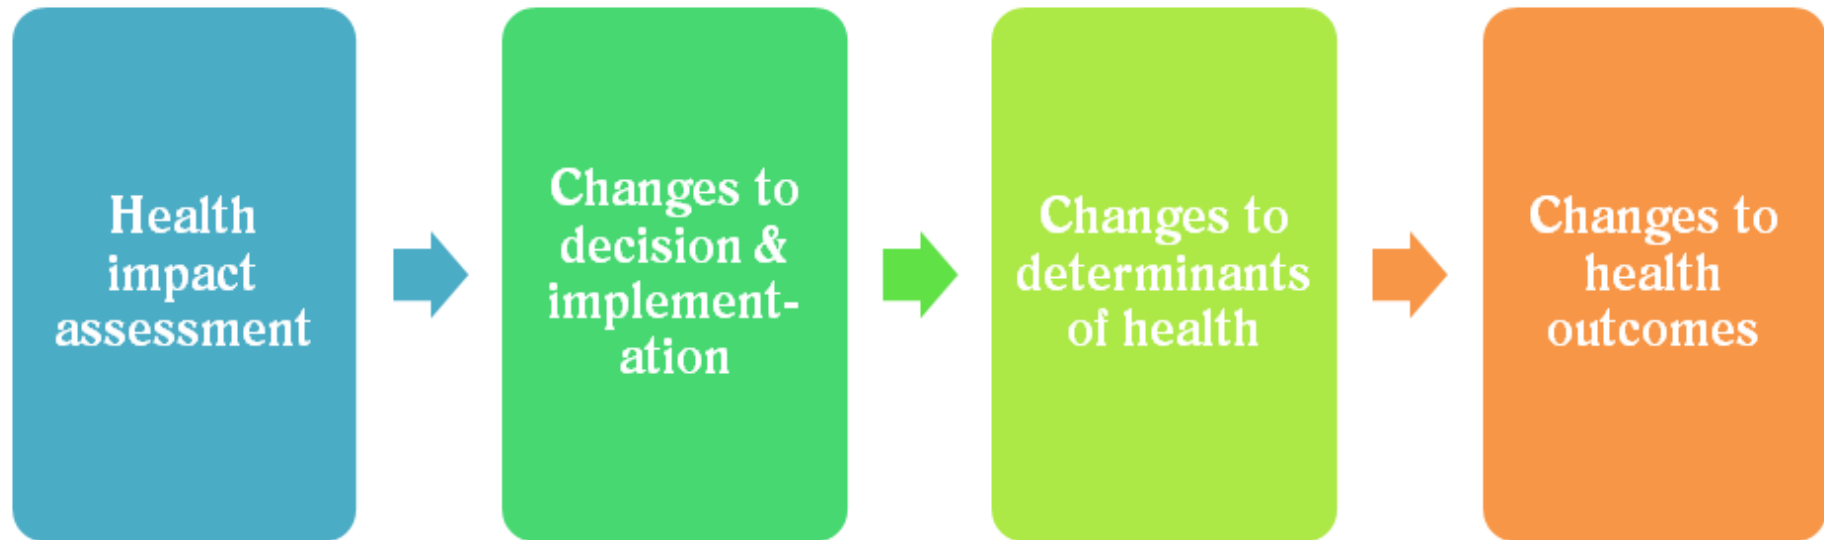 Health
impact
assessment
Changes to
decision &
implement-
ation
Changes to
determinants
of health
Changes to
health
outcomes